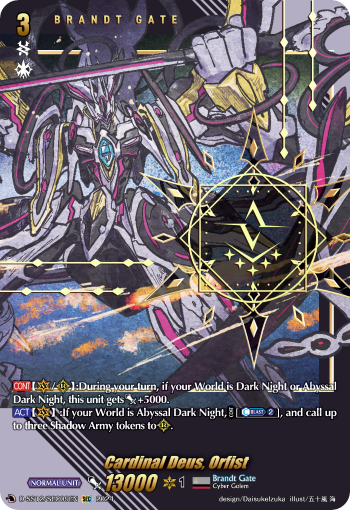 3 BRANDT GATE
CONT【 / 】:During your turn, if your World is Dark Night or Abyssal
Dark Night, this unit gets +5000.
ACT【 】:If your World is Abyssal Dark Night, [ BLAST 2 ], and call up
to three Shadow Army tokens to .
Cardinal Deus, Orfist
NORMAL UNIT 13000 1 Brandt Gate
Cyber Golem
design/DaisukeIzuka illust/五十嵐 海